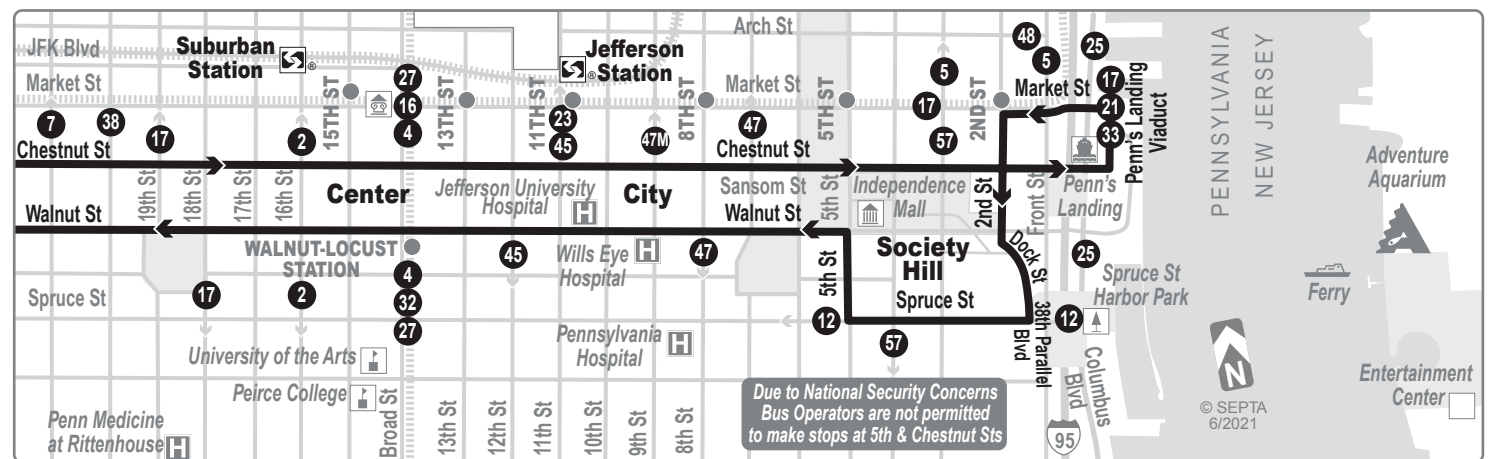 Arch St
JFK Blvd
Suburban
Station
®
Jefferson
Station
®
48
5
25
Market St
7
38
17
2
15TH ST
27
16
4
13TH ST
11TH ST
23
45
47M
8TH ST
Market St
47
5TH ST
17
5
57
2ND ST
Market St
17
21
33
Penn's Landing
Viaduct
PENNSYLVANIA
NEW JERSEY
Chestnut St
Chestnut St
19th St
18th St
17th St
16th St
Center
Jefferson University
Hospital
City
Sansom St
5th St
Independence
Mall
2nd St
Front St
Penn's
Landing
Adventure
Aquarium
Walnut St
Walnut St
WALNUT-LOCUST
STATION
4
32
27
45
Wills Eye
Hospital
47
5th St
Society
Hill
Dock St
25
Spruce St
Harbor Park
Ferry
Spruce St
17
2
Spruce St
12
57
38th Parallel
Blvd
12
Pennsylvania
Hospital
University of the Arts
Peirce College
Penn Medicine
at Rittenhouse
Broad St
13th St
12th St
11th St
10th St
9th St
8th St
Due to National Security Concerns
Bus Operators are not permitted
to make stops at 5th & Chestnut Sts
Columbus
Blvd
95
N
© SEPTA
6/2021
Entertainment
Center
H
H
H
H